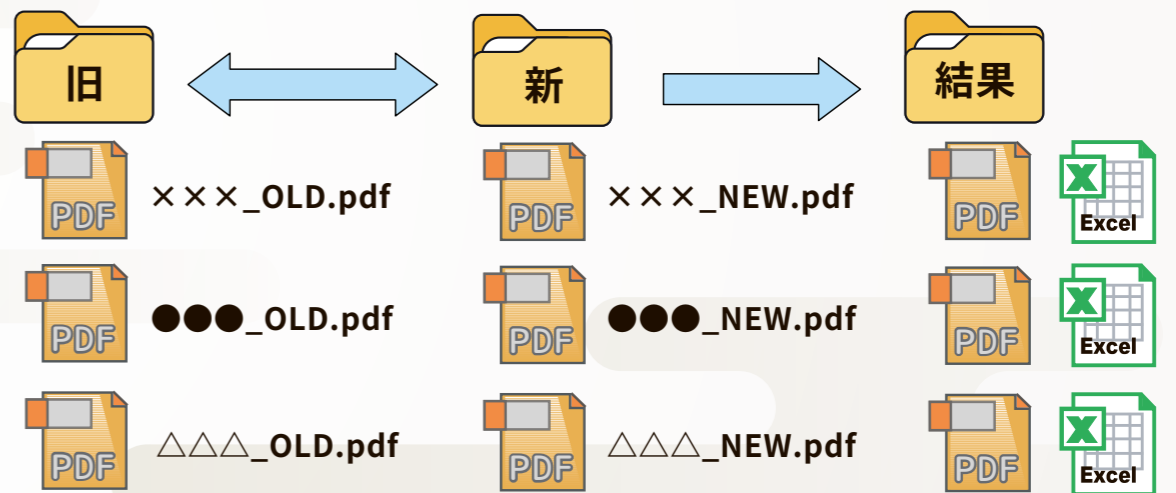 旧
新
結果
PDF
×××_OLD.pdf
PDF
×××_NEW.pdf
PDF
Excel
PDF
●●●_OLD.pdf
PDF
●●●_NEW.pdf
PDF
Excel
PDF
△△△_OLD.pdf
PDF
△△△_NEW.pdf
PDF
Excel